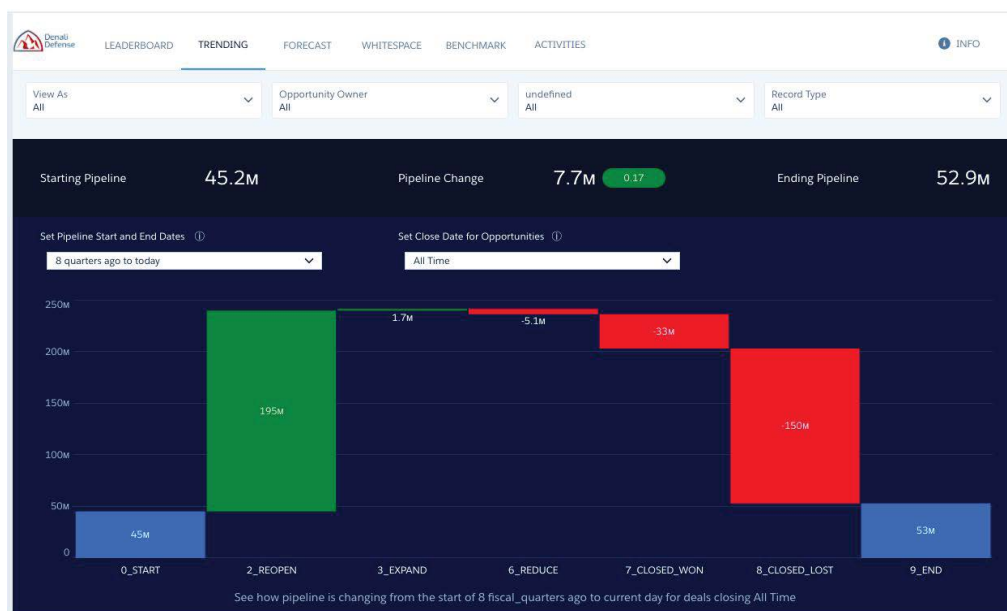 Denali
Defense
LEADERBOARD TRENDING FORECAST WHITESPACE BENCHMARK ACTIVITIES INFO
View As Opportunity Owner undefined Record Type
All All All All
Starting Pipeline 45.2M Pipeline Change 7.7M 0.17 Ending Pipeline 52.9M
Set Pipeline Start and End Dates Set Close Date for Opportunities
8 quarters ago to today All Time
250M
1.7M -5.1M
-33M
200M
150M
195M
-150M
100M
50M
45M 53M
0
0_START 2_REOPEN 3_EXPAND 6_REDUCE 7_CLOSED_WON 8_CLOSED_LOST 9_END
See how pipeline is changing from the start of 8 fiscal_quarters ago to current day for deals closing All Time